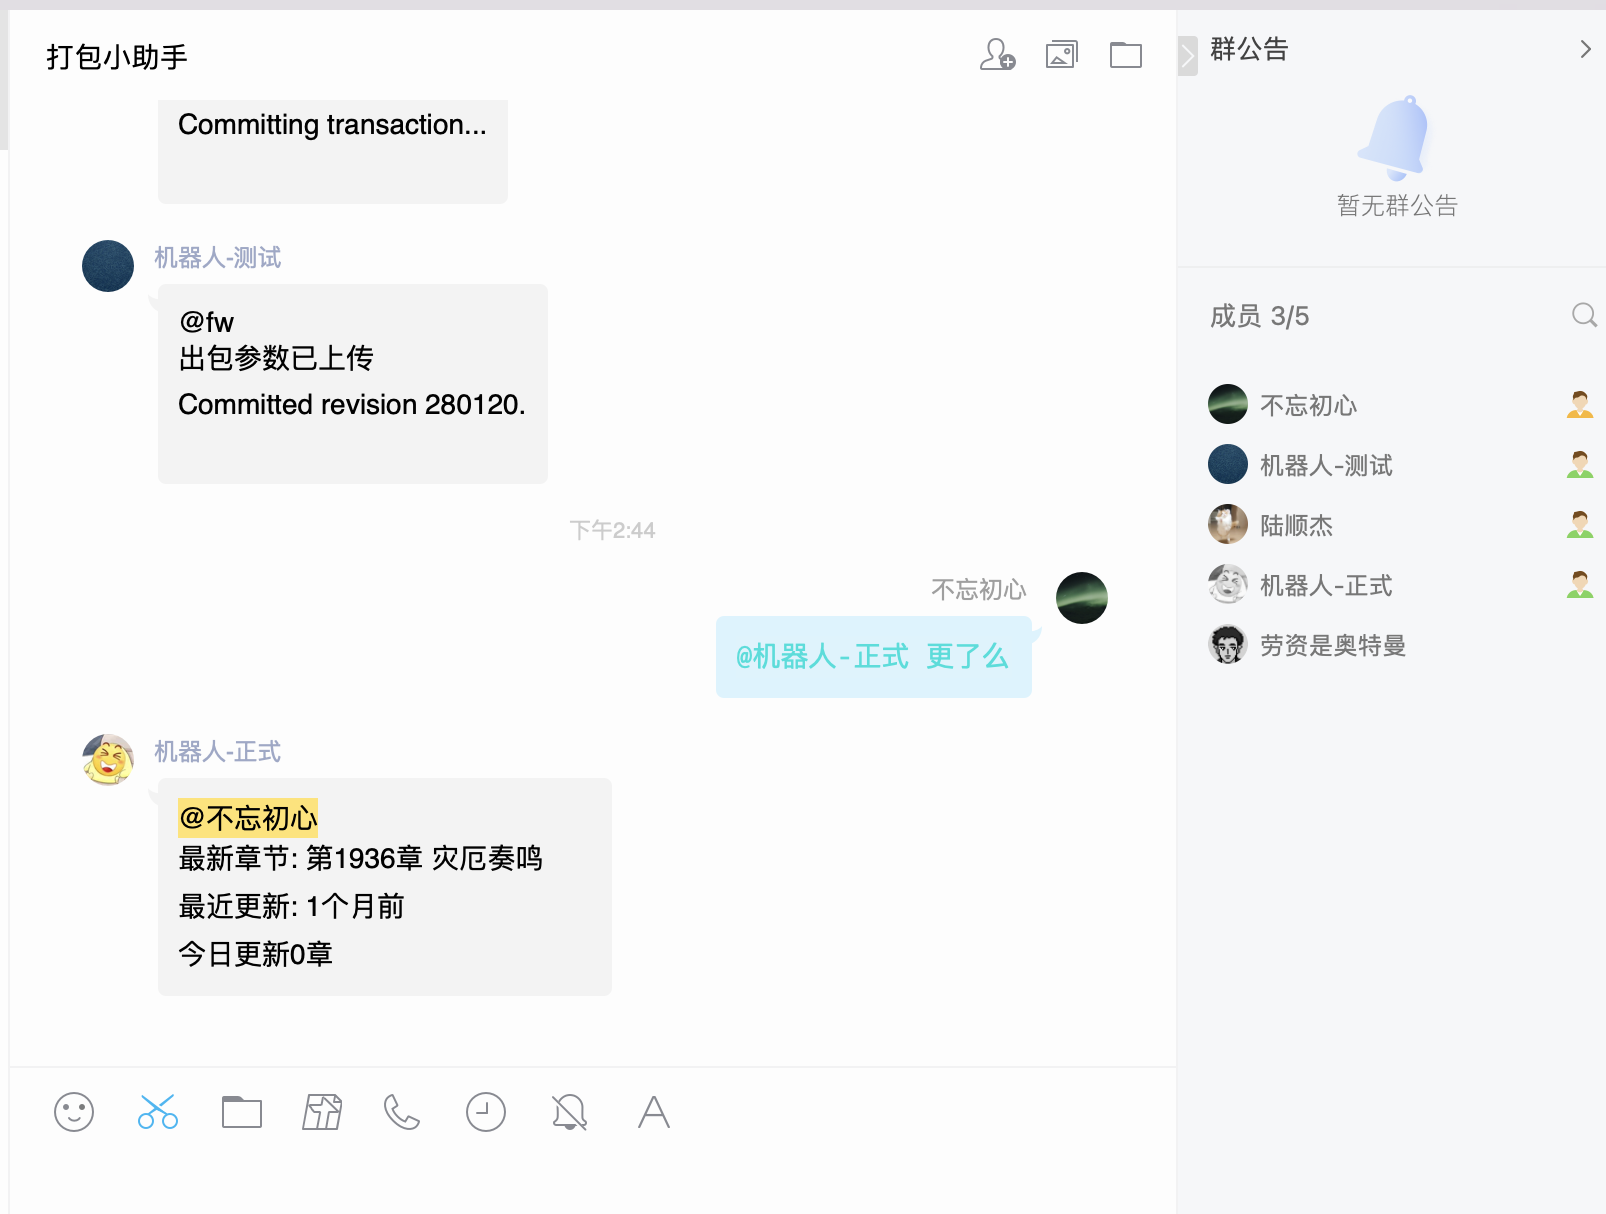 打包小助手
Committing transaction...
机器人-测试
@fw
出包参数已上传
Committed revision 280120.
下午2:44
不忘初心
@机器人-正式 更了么
机器人-正式
@不忘初心
最新章节: 第1936章 灾厄奏鸣
最近更新: 1个月前
今日更新0章
群公告
暂无群公告
成员 3/5
不忘初心
机器人-测试
陆顺杰
机器人-正式
劳资是奥特曼